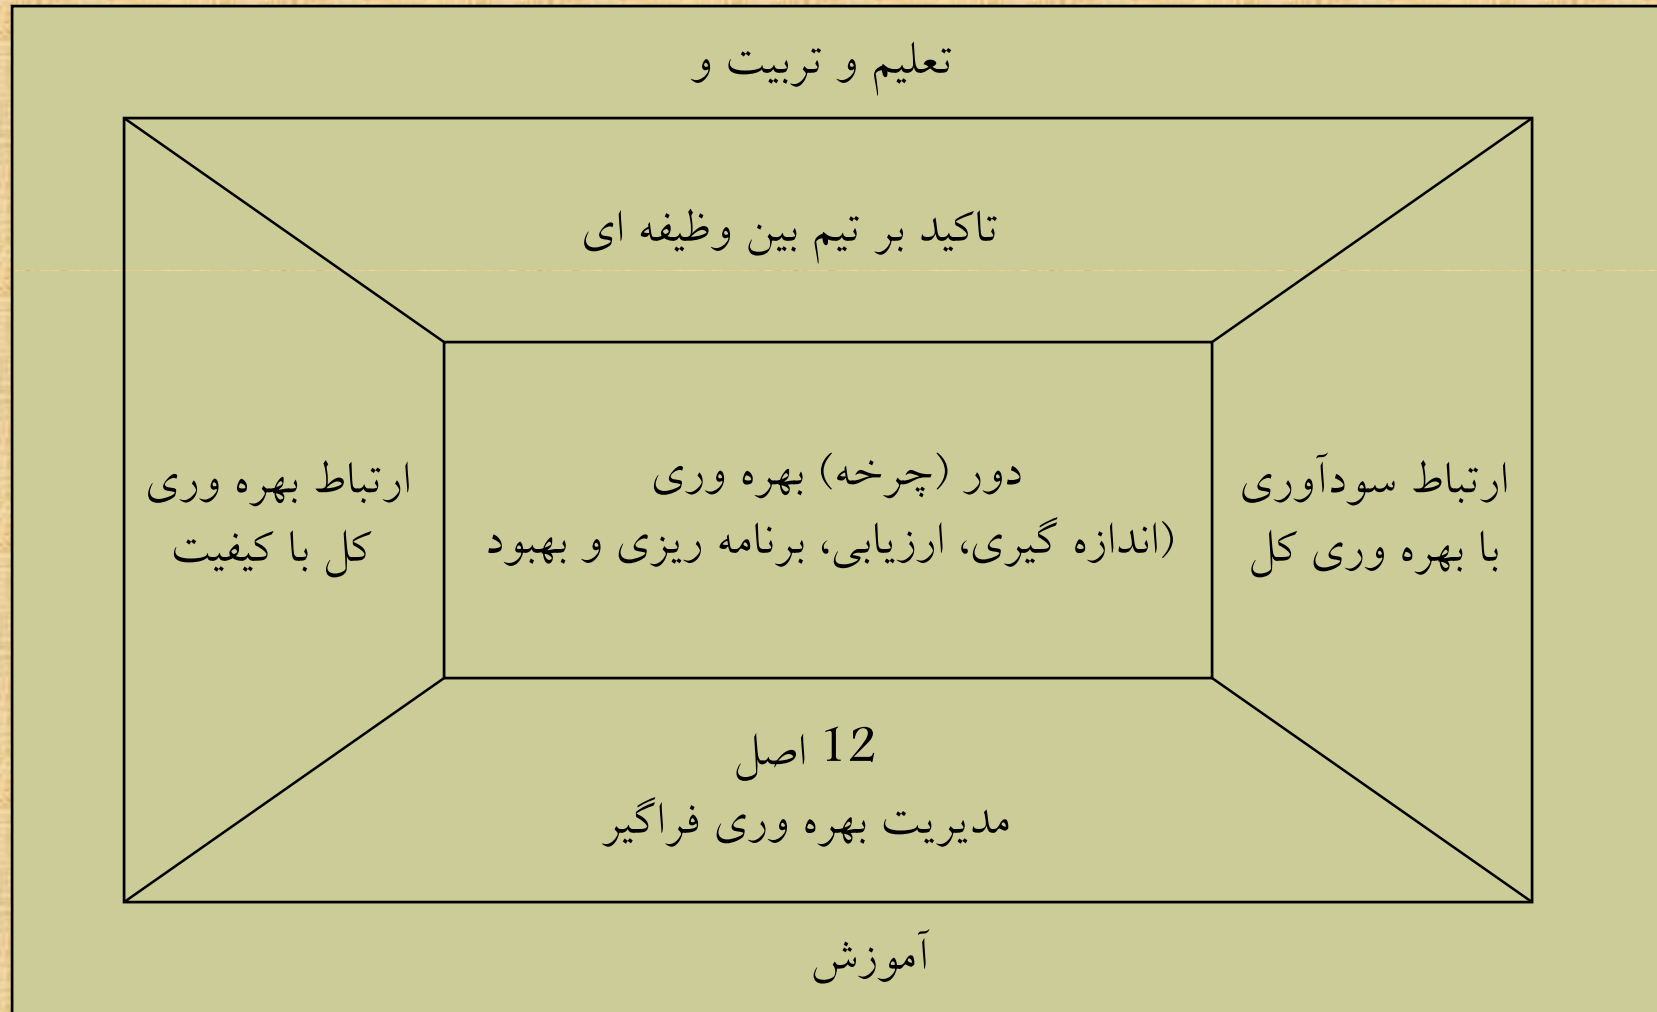 تعلیم و تربیت و
تاکید بر تیم بین وظیفه ای
ارتباط سودآوری
با بهره وری کل
دور (چرخه) بهره وری
(اندازه گیری، ارزیابی، برنامه ریزی و بهبود
ارتباط بهره وری
کل با کیفیت
12 اصل
مدیریت بهره وری فراگیر
آموزش